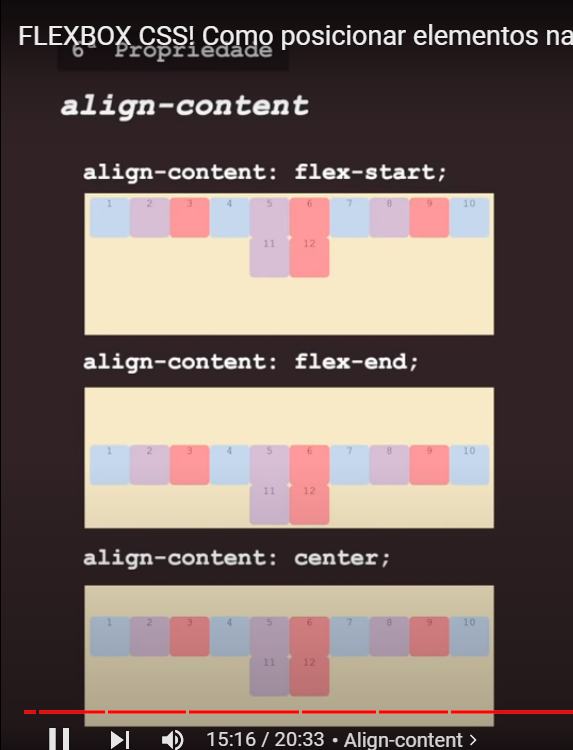 FLEXBOX CSS! Como posicionar elementos na
6ª Propriedade
align-content
align-content: flex-start;
1 2 3 4 5 6 7 8 9 10
11 12
align-content: flex-end;
1 2 3 4 5 6 7 8 9 10
11 12
align-content: center;
1 2 3 4 5 6 7 8 9 10
11 12
15:16 / 20:33 • Align-content >